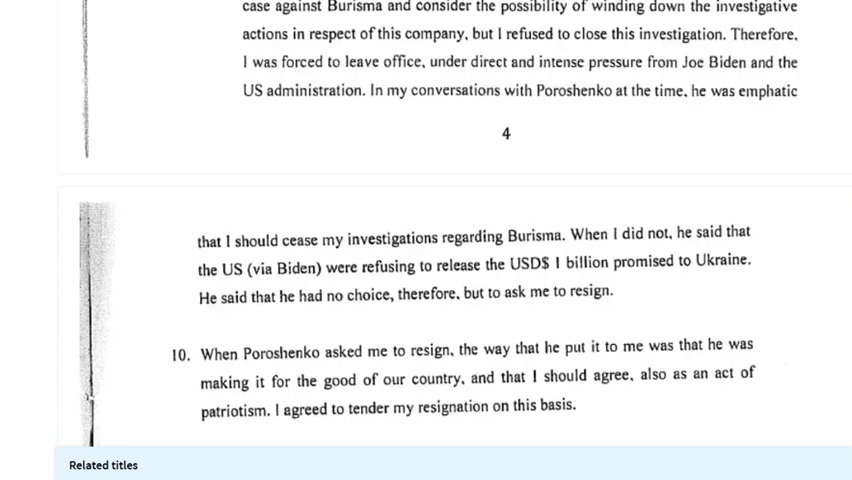 case against Burisma and consider the possibility of winding down the investigative
actions in respect of this company, but I refused to close this investigation. Therefore,
I was forced to leave office, under direct and intense pressure from Joe Biden and the
US administration. In my conversations with Poroshenko at the time, he was emphatic
4
that I should cease my investigations regarding Burisma. When I did not, he said that
the US (via Biden) were refusing to release the USD$ 1 billion promised to Ukraine.
He said that he had no choice, therefore, but to ask me to resign.
10. When Poroshenko asked me to resign, the way that he put it to me was that he was
making it for the good of our country, and that I should agree, also as an act of
patriotism. I agreed to tender my resignation on this basis.
Related titles